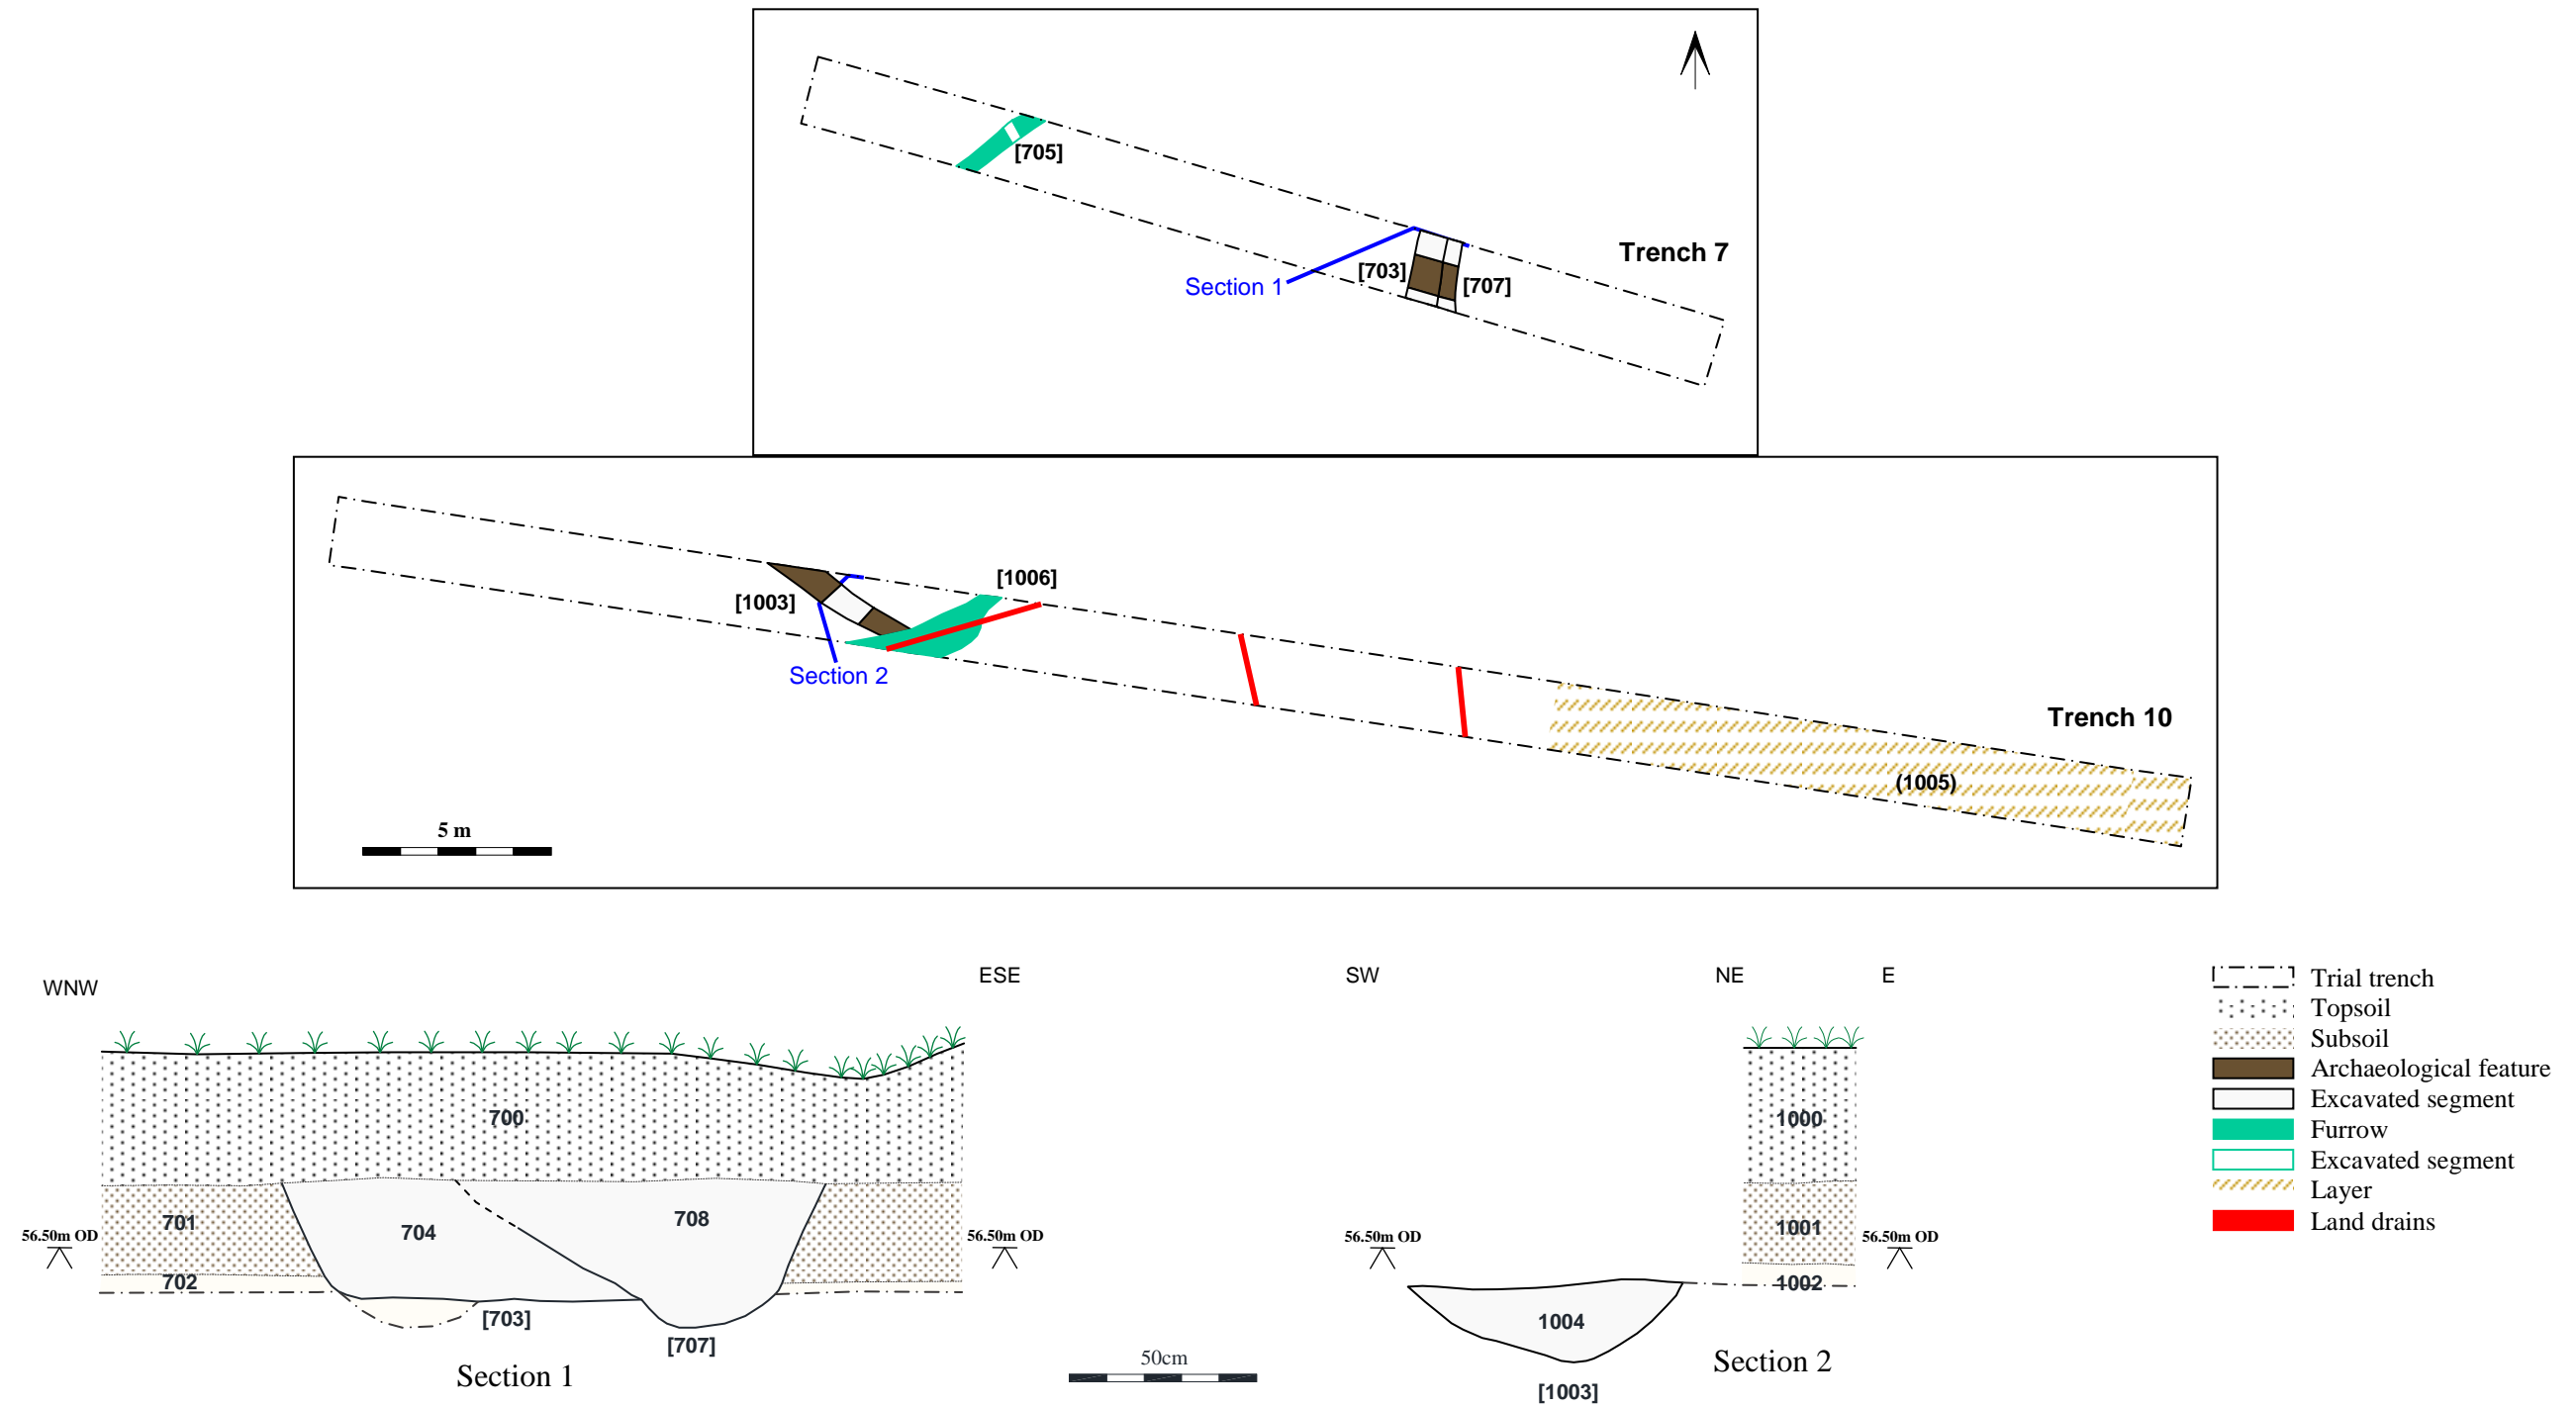 [705]
Trench 7
[703]
[707]
Section 1
[1006]
[1003]
Section 2
Trench 10
(1005)
5 m
WNW
ESE
SW
NE
E
700
701
704
708
56.50m OD
56.50m OD
702
[703]
[707]
Section 1
50cm
1000
1001
56.50m OD
56.50m OD
1002
1004
[1003]
Section 2
Trial trench
Topsoil
Subsoil
Archaeological feature
Excavated segment
Furrow
Excavated segment
Layer
Land drains